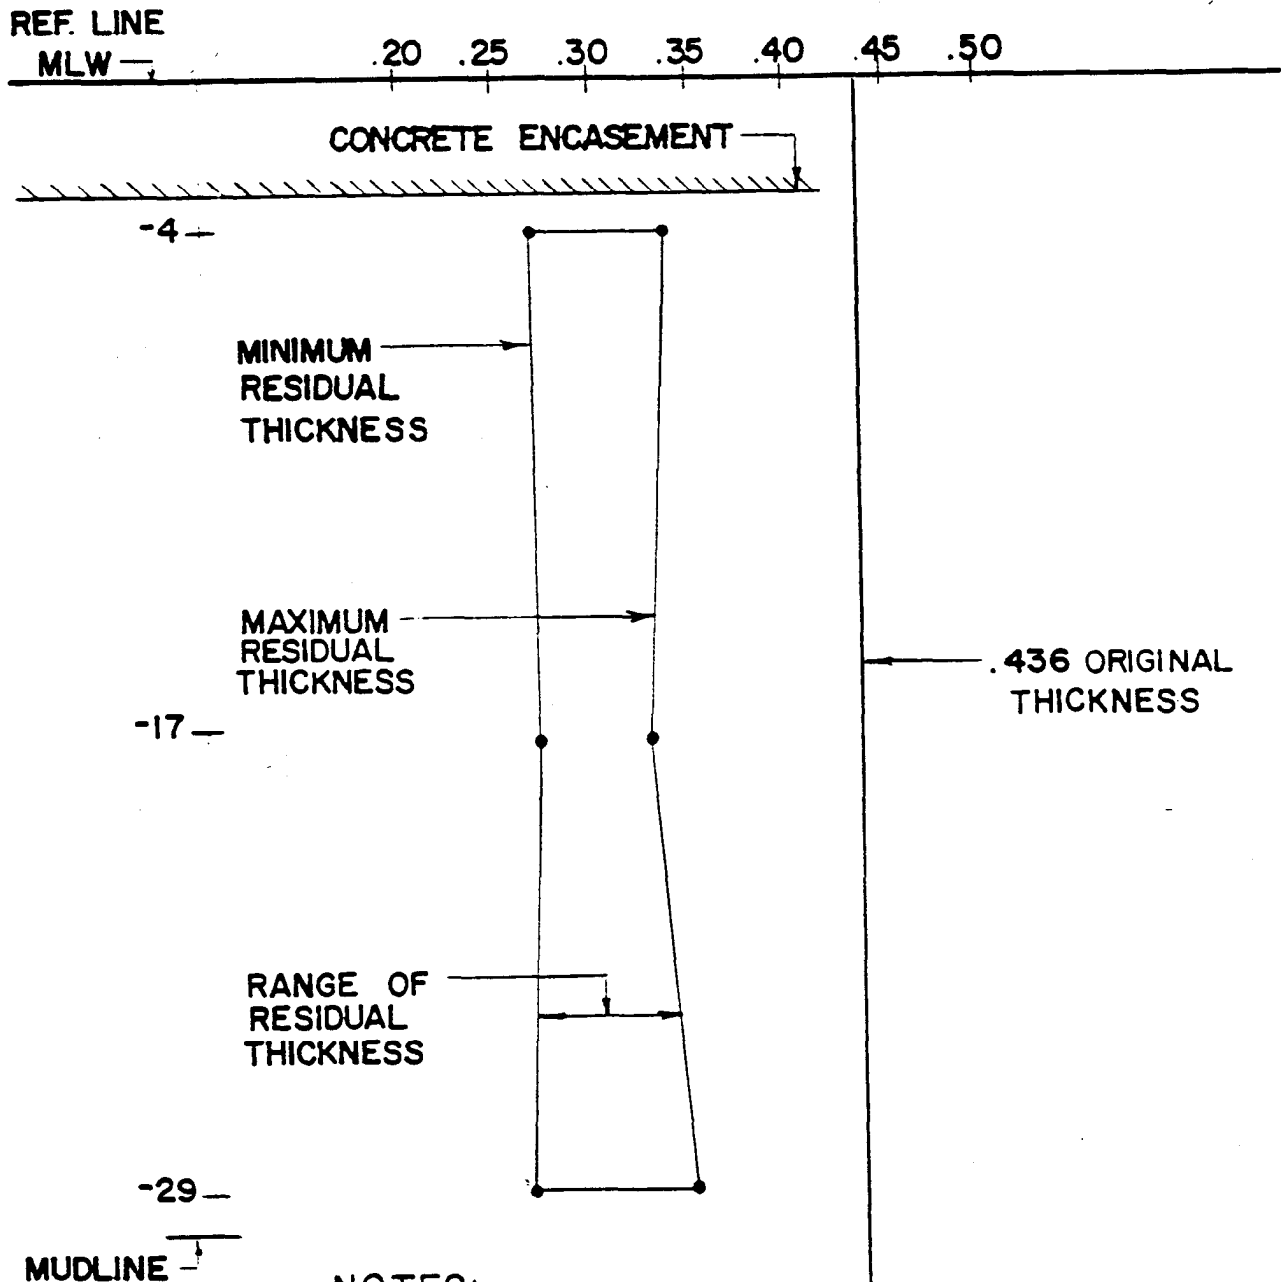 REF. LINE
MLW
.20 .25 .30 .35 .40 .45 .50
CONCRETE ENCASEMENT
-4
MINIMUM
RESIDUAL
THICKNESS
MAXIMUM
RESIDUAL
THICKNESS
.436 ORIGINAL
THICKNESS
-17
RANGE OF
RESIDUAL
THICKNESS
-29
MUDLINE
NOTES: